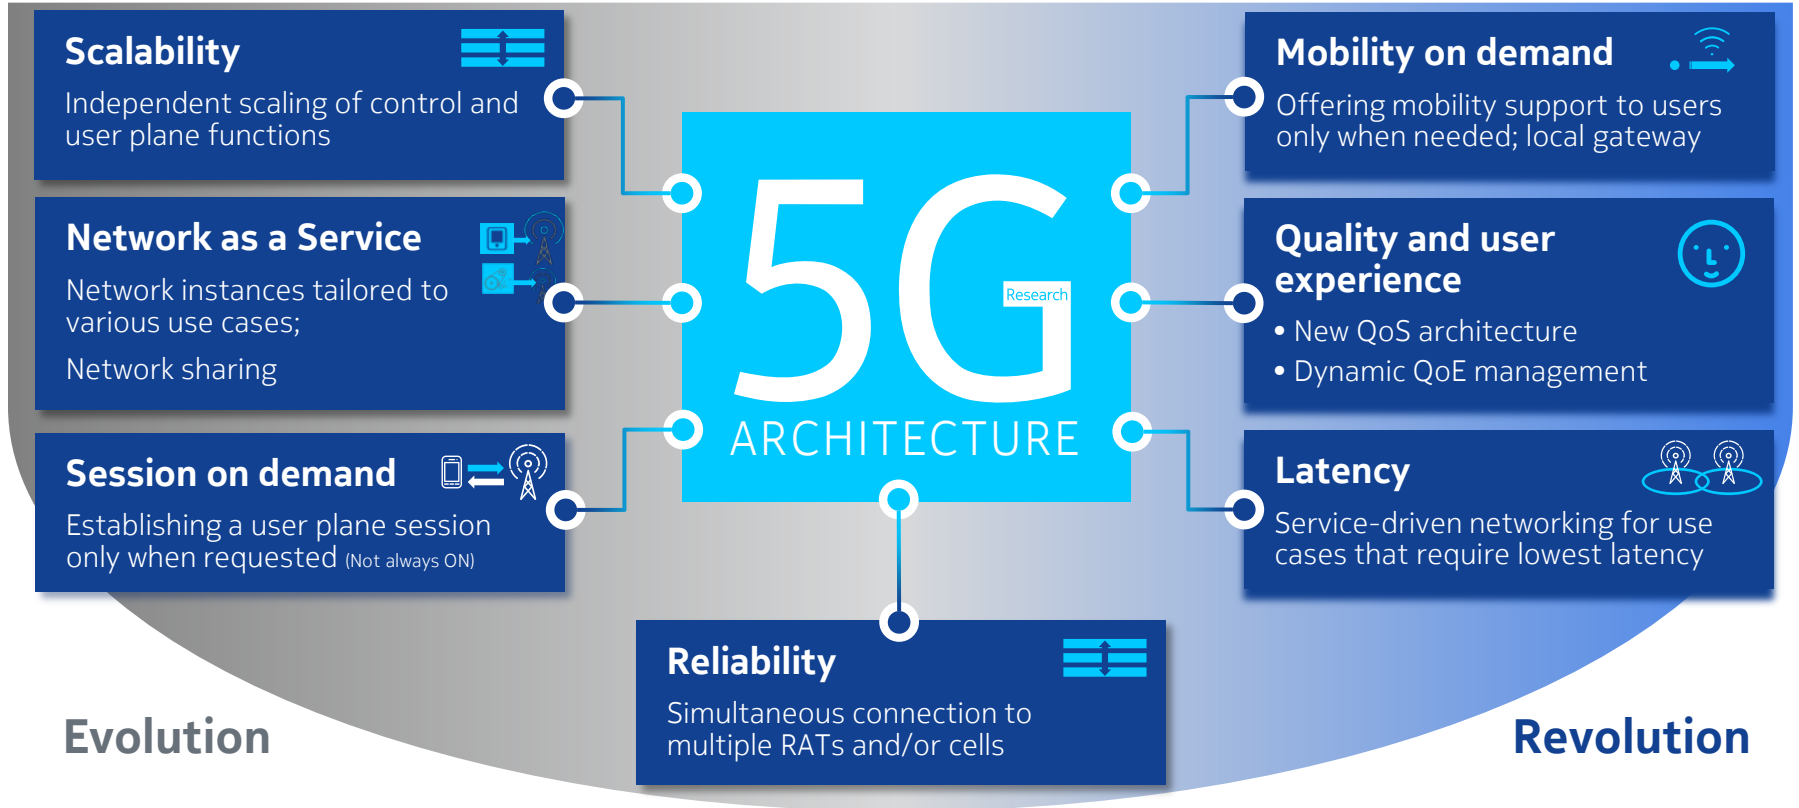 Scalability
Independent scaling of control and
user plane functions
Network as a Service
Network instances tailored to
various use cases;
Network sharing
Session on demand
Establishing a user plane session
only when requested (Not always ON)
5G
Research
ARCHITECTURE
Mobility on demand
Offering mobility support to users
only when needed; local gateway
Quality and user
experience
• New QoS architecture
• Dynamic QoE management
Latency
Service-driven networking for use
cases that require lowest latency
Reliability
Simultaneous connection to
multiple RATs and/or cells
Evolution
Revolution